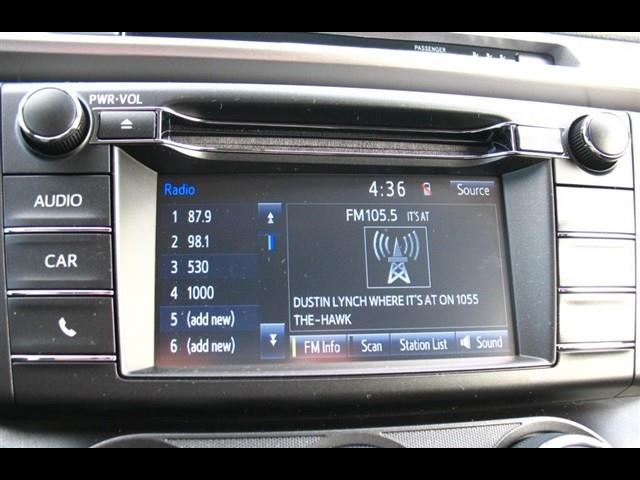 PASSENGER
PWR•VOL
AUDIO
CAR
Radio
4:36
Source
1 87.9
2 98.1
3 530
4 1000
5 (add new)
6 (add new)
FM105.5 IT'S AT
DUSTIN LYNCH WHERE IT'S AT ON 1055
THE-HAWK
FM Info
Scan
Station List
Sound